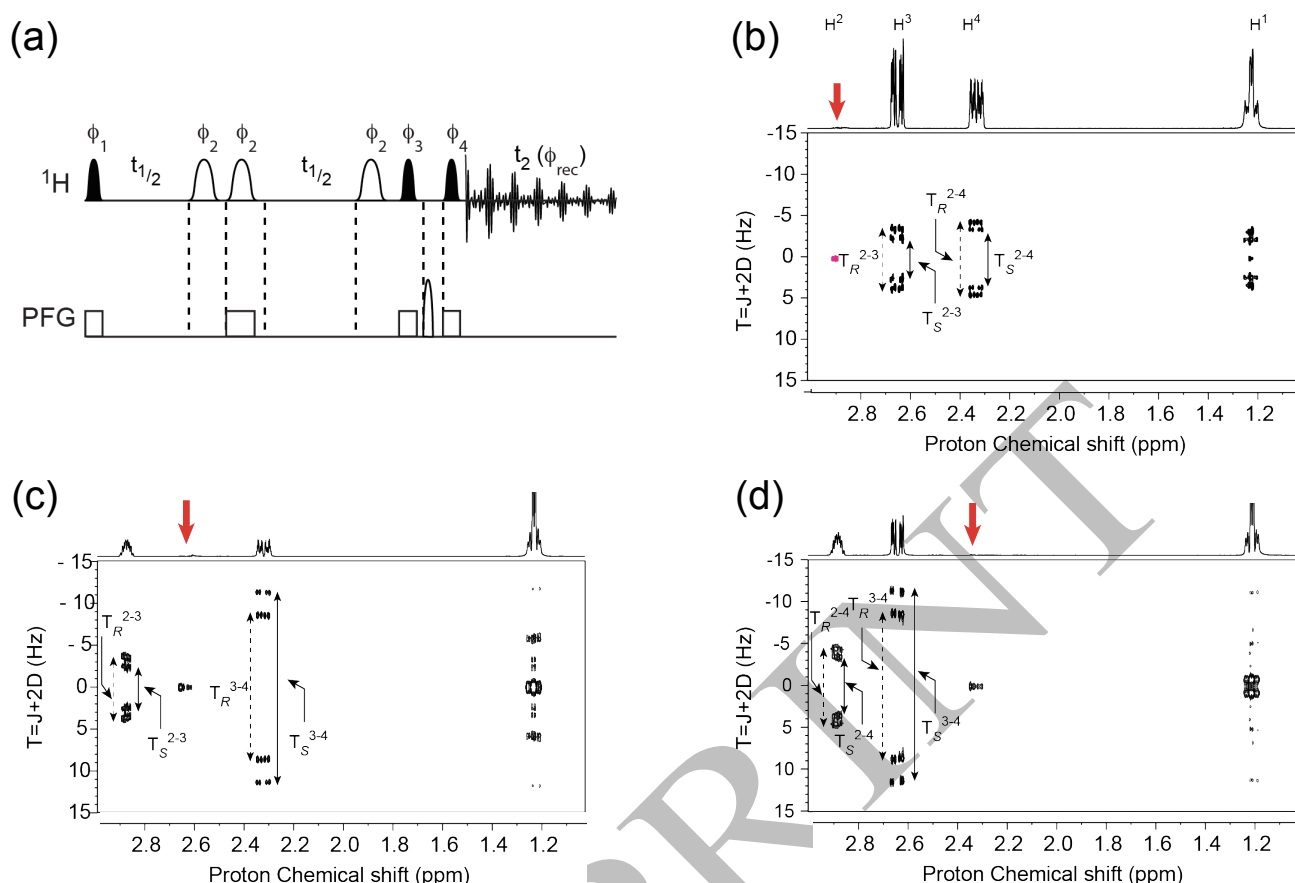 (a)
ϕ1 ϕ2 ϕ2 ϕ2 ϕ3 ϕ4
t1/2 t1/2 t2 (ϕrec)
1H
PFG
(b)
H2 H3 H4 H1
-15
-10
-5
0
5
10
15
T=J+2D (Hz)
TR2-4
TR2-3
TS2-4
TS2-3
2.8 2.6 2.4 2.2 2.0 1.8 1.6 1.4 1.2
Proton Chemical shift (ppm)
(c)
- 15
- 10
- 5
0
5
10
15
T=J+2D (Hz)
TR2-3
TR3-4
TS3-4
TS2-3
2.8 2.6 2.4 2.2 2.0 1.8 1.6 1.4 1.2
Proton Chemical shift (ppm)
(d)
-15
-10
-5
0
5
10
15
T=J+2D (Hz)
TR2-4 TR3-4
TS2-4
TS3-4
2.8 2.6 2.4 2.2 2.0 1.8 1.6 1.4 1.2
Proton Chemical shift (ppm)
PRINT